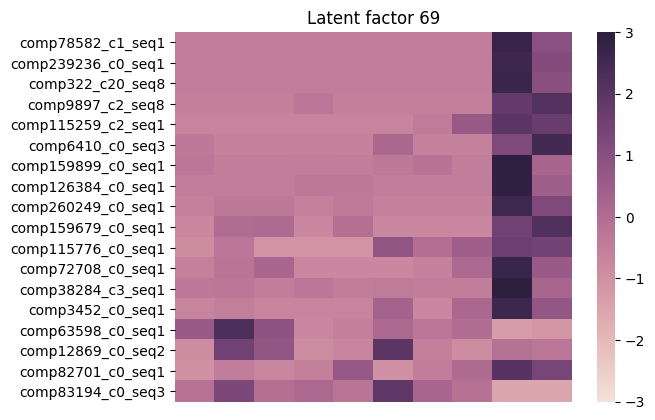 Latent factor 69
comp78582_c1_seq1
comp239236_c0_seq1
comp322_c20_seq8
comp9897_c2_seq8
comp115259_c2_seq1
comp6410_c0_seq3
comp159899_c0_seq1
comp126384_c0_seq1
comp260249_c0_seq1
comp159679_c0_seq1
comp115776_c0_seq1
comp72708_c0_seq1
comp38284_c3_seq1
comp3452_c0_seq1
comp63598_c0_seq1
comp12869_c0_seq2
comp82701_c0_seq1
comp83194_c0_seq3
3
2
1
0
−1
−2
−3